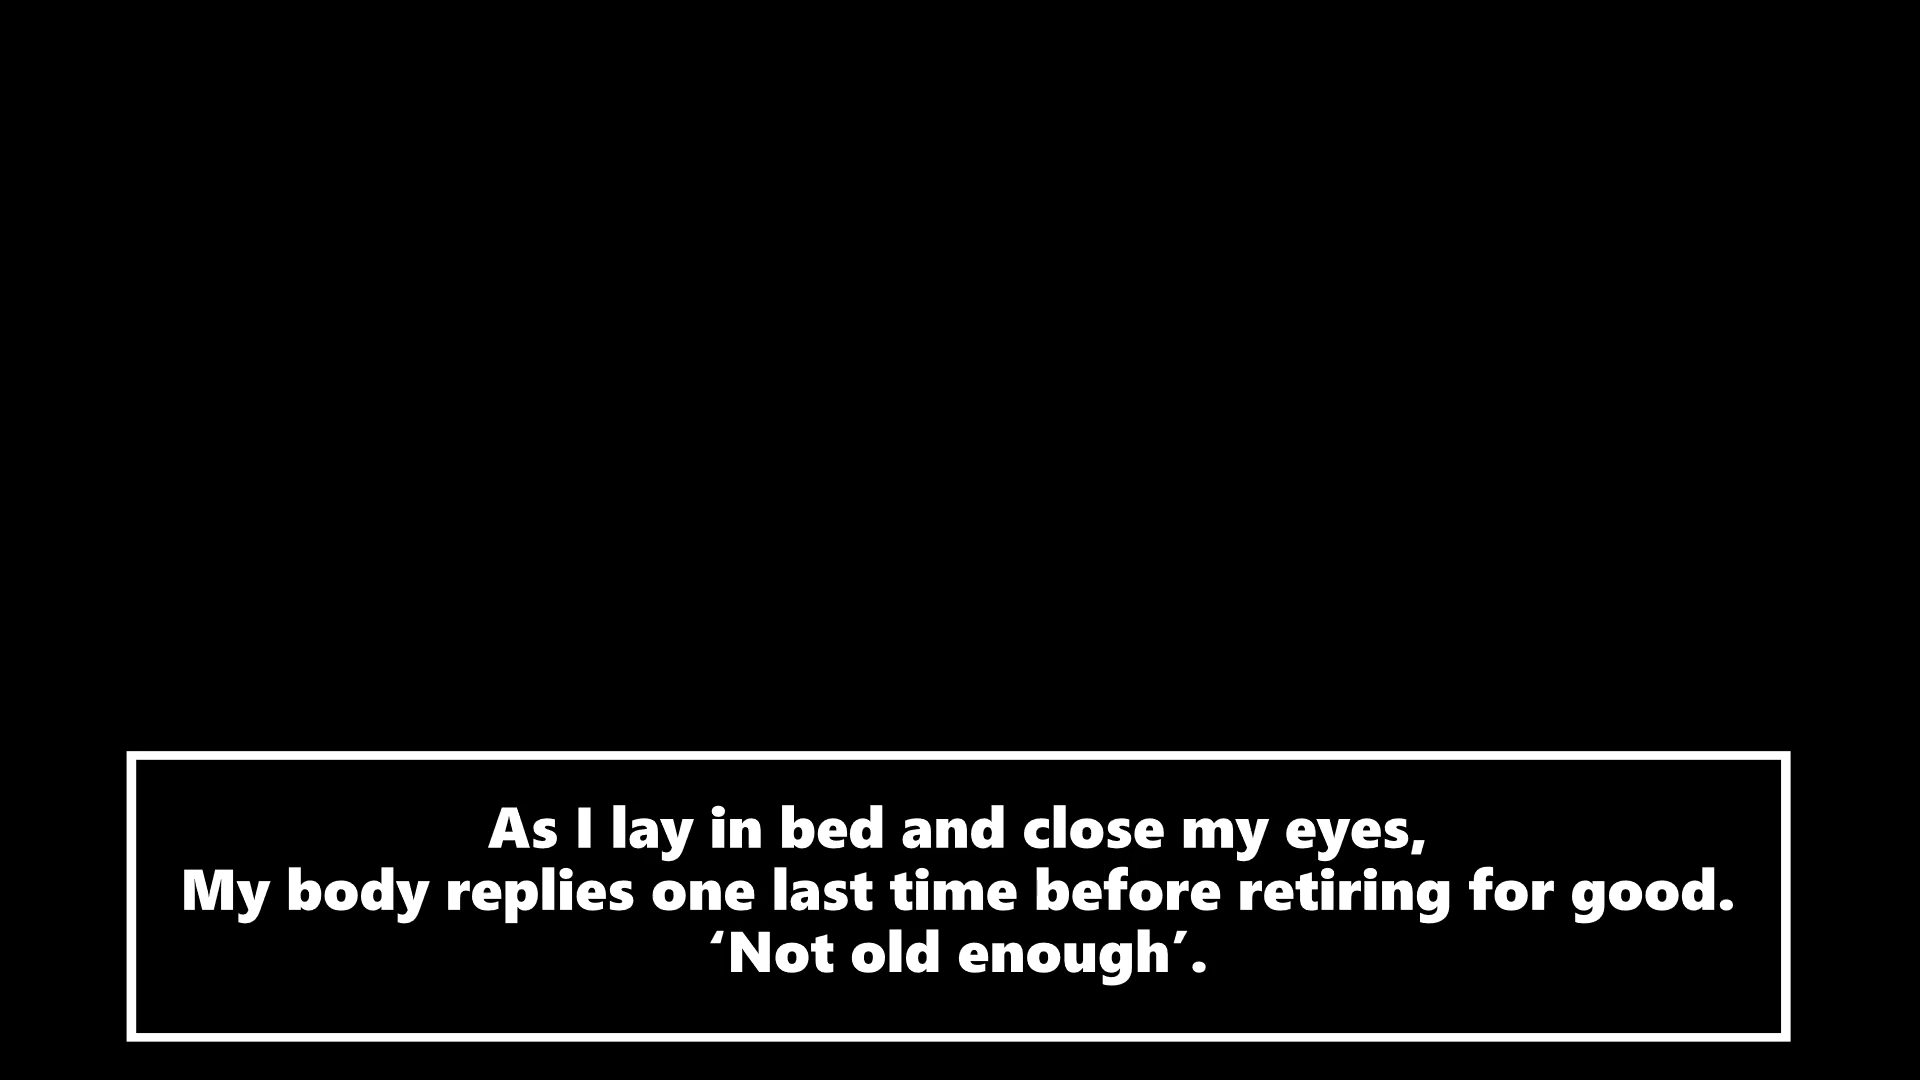 As I lay in bed and close my eyes,
My body replies one last time before retiring for good.
‘Not old enough’.